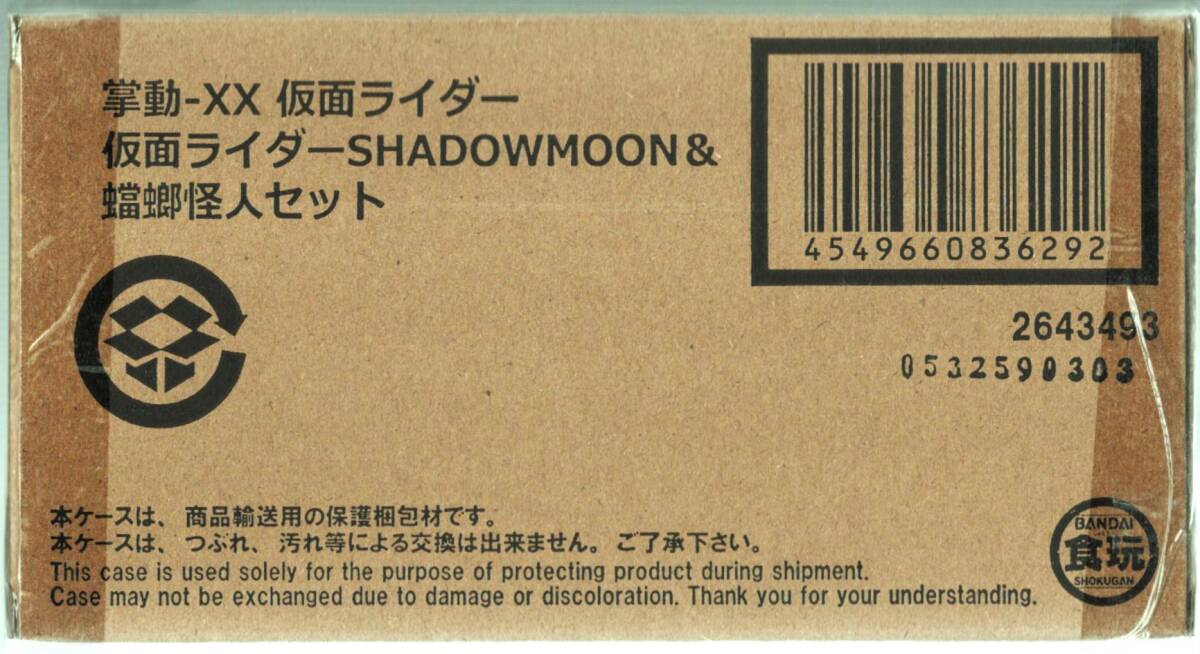 掌動-XX 仮面ライダー
仮面ライダーSHADOWMOON&
蟷螂怪人セット
4549660836292
2643493
0532590303
本ケースは、商品輸送用の保護梱包材です。
本ケースは、つぶれ、汚れ等による交換は出来ません。ご了承下さい。
This case is used solely for the purpose of protecting product during shipment.
Case may not be exchanged due to damage or discoloration. Thank you for your understanding.
BANDAI
食玩
SHOKUGAN